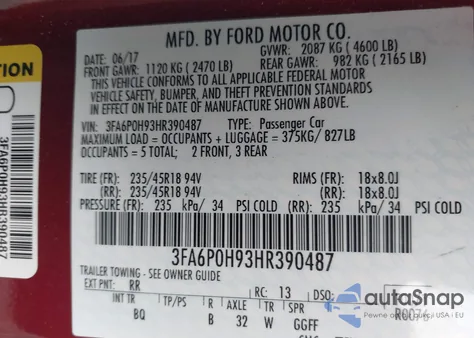 MFD. BY FORD MOTOR CO.
DATE: 06/17 GVWR: 2087 KG (4600 LB)
FRONT GAWR: 1120 KG (2470 LB) REAR GAWR: 982 KG (2165 LB)
THIS VEHICLE CONFORMS TO ALL APPLICABLE FEDERAL MOTOR
VEHICLE SAFETY, BUMPER, AND THEFT PREVENTION STANDARDS
IN EFFECT ON THE DATE OF MANUFACTURE SHOWN ABOVE.
VIN: 3FA6P0H93HR390487 TYPE: Passenger Car
MAXIMUM LOAD = OCCUPANTS + LUGGAGE = 375KG/ 827LB
OCCUPANTS = 5 TOTAL; 2 FRONT, 3 REAR
TIRE (FR): 235/45R18 94V RIMS (FR): 18x8.0J
(RR): 235/45R18 94V (RR): 18x8.0J
PRESSURE (FR): 235 kPa/ 34 PSI COLD (RR): 235 kPa/ 34 PSI COLD
3FA6P0H93HR390487
TRAILER TOWING - SEE OWNER GUIDE
EXT PNT: RR RC: 13 DSO:
INT TR TP/PS R AXLE TR SPR R0076
BQ B 32 W GGFF
TION
3FA6P0H93HR390487
autoSnap
Pewne auto z USA i EU